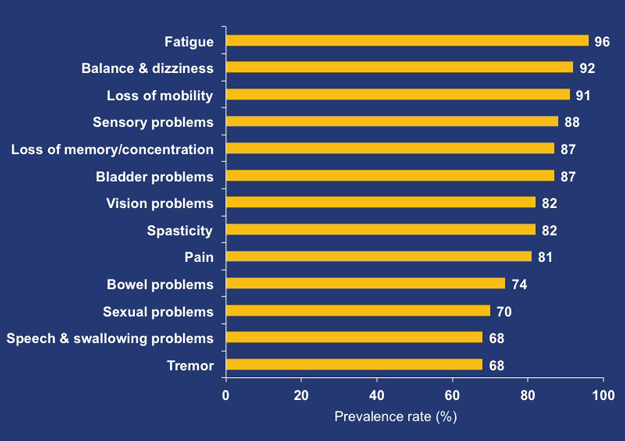 Fatigue 96
Balance & dizziness 92
Loss of mobility 91
Sensory problems 88
Loss of memory/concentration 87
Bladder problems 87
Vision problems 82
Spasticity 82
Pain 81
Bowel problems 74
Sexual problems 70
Speech & swallowing problems 68
Tremor 68
0 20 40 60 80 100
Prevalence rate (%)